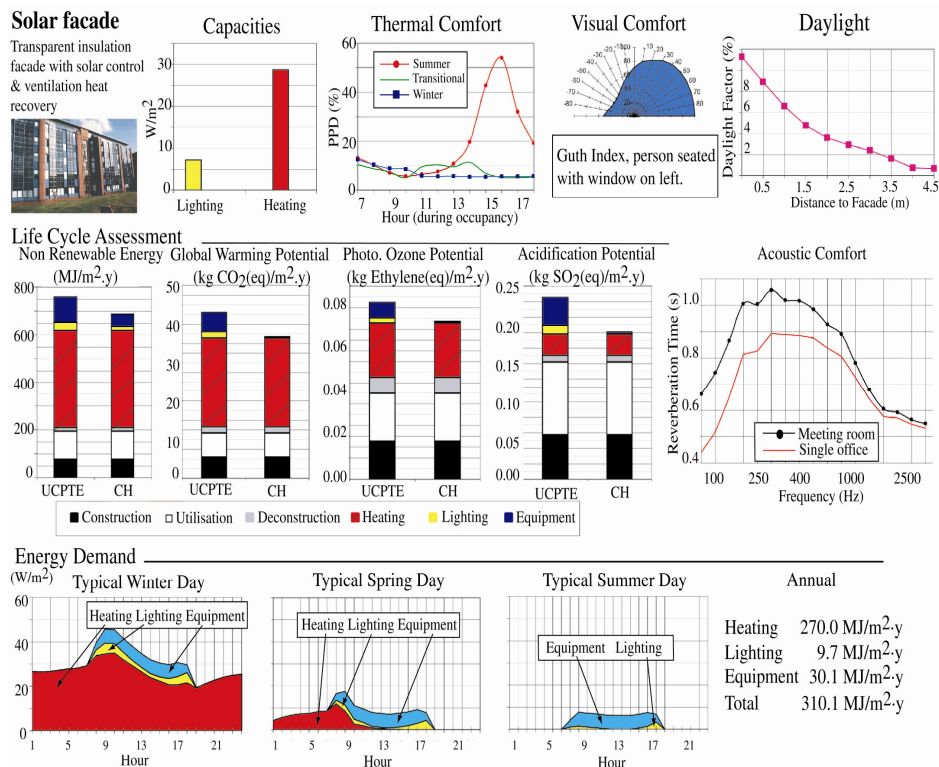 Solar facade
Transparent insulation
facade with solar control
& ventilation heat
recovery
Capacities
W/m2
30
20
10
0
Lighting
Heating
Thermal Comfort
PPD (%)
60
40
20
0
Summer
Transitional
Winter
7 9 11 13 15 17
Hour (during occupancy)
Visual Comfort
Guth Index, person seated
with window on left.
Daylight
Daylight Factor (%)
8
6
4
2
0.5 1.5 2.5 3.5 4.5
Distance to Facade (m)
Life Cycle Assessment
Non Renewable Energy
(MJ/m2.y)
800
600
400
200
0
UCPTE CH
Global Warming Potential
(kg CO2(eq)/m2.y)
50
40
30
20
10
0
UCPTE CH
Photo. Ozone Potential
(kg Ethylene(eq)/m2.y)
0.08
0.06
0.04
0.02
0.00
UCPTE CH
Acidification Potential
(kg SO2(eq)/m2.y)
0.25
0.20
0.15
0.10
0.05
0.00
UCPTE CH
Construction Utilisation Deconstruction Heating Lighting Equipment
Acoustic Comfort
Reverberation Time (s)
1.0
0.8
0.6
0.4
Meeting room
Single office
100 250 400 1000 2500
Frequency (Hz)
Energy Demand
(W/m2)
Typical Winter Day
60
40
20
0
Heating Lighting Equipment
1 5 9 13 17 21
Hour
Typical Spring Day
Heating Lighting Equipment
1 5 9 13 17 21
Hour
Typical Summer Day
Equipment Lighting
1 5 9 13 17 21
Hour
Annual
Heating 270.0 MJ/m2·y
Lighting 9.7 MJ/m2·y
Equipment 30.1 MJ/m2·y
Total 310.1 MJ/m2·y